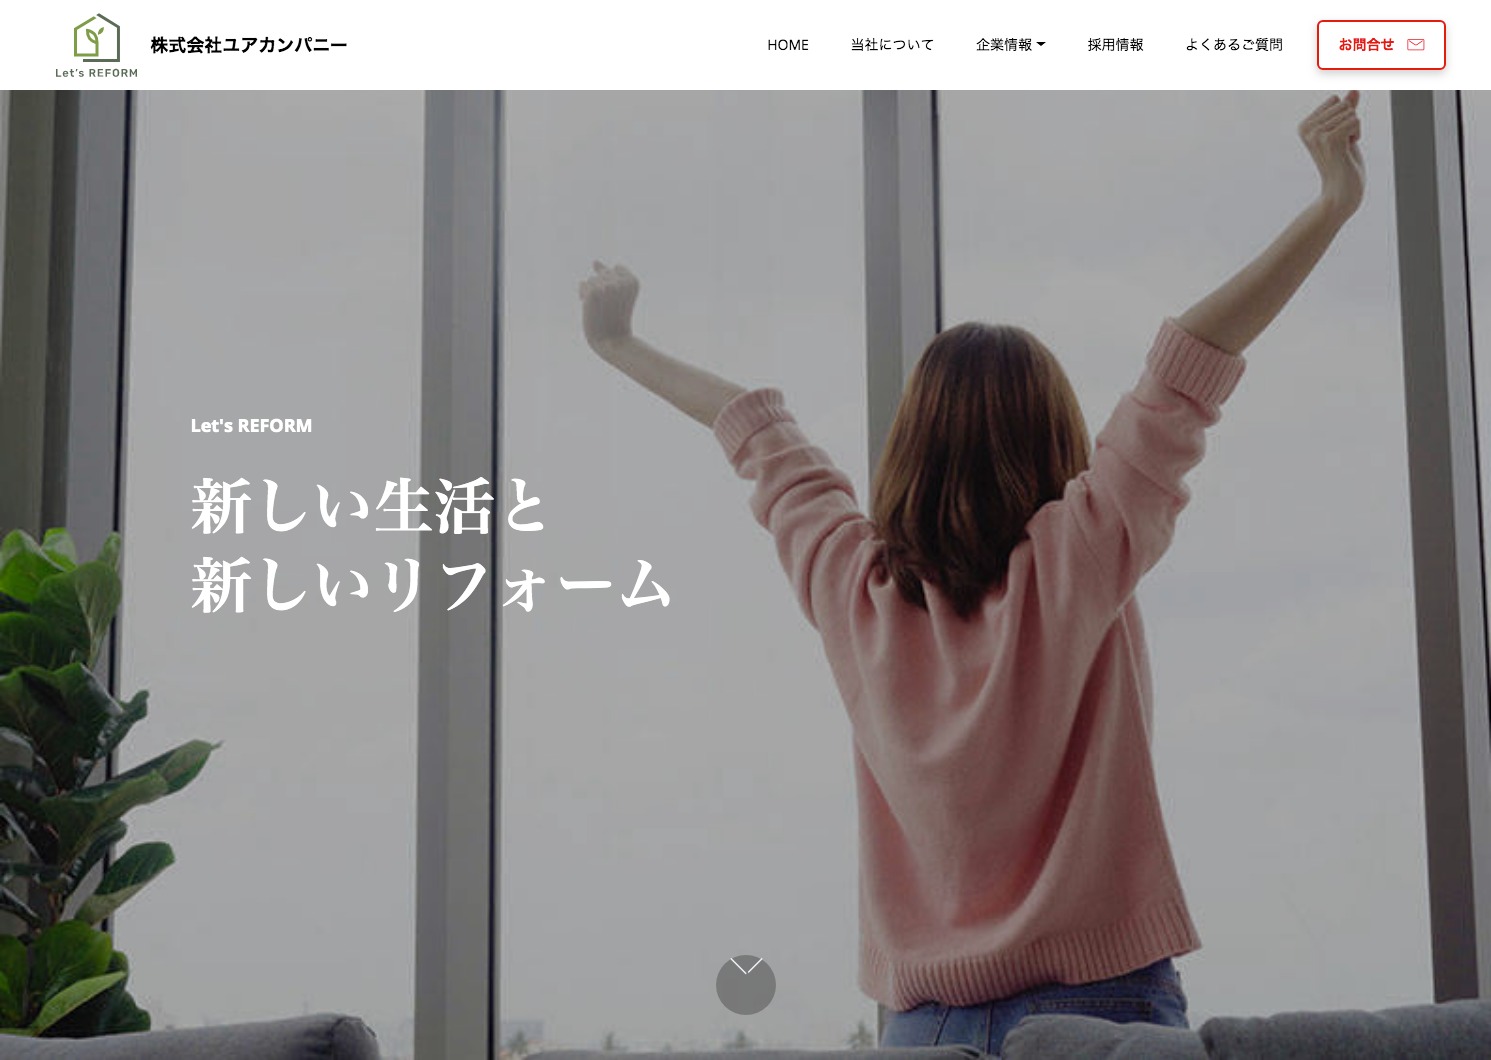 Let's REFORM
株式会社ユアカンパニー
HOME
当社について
企業情報
採用情報
よくあるご質問
お問合せ
Let's REFORM
新しい生活と
新しいリフォーム